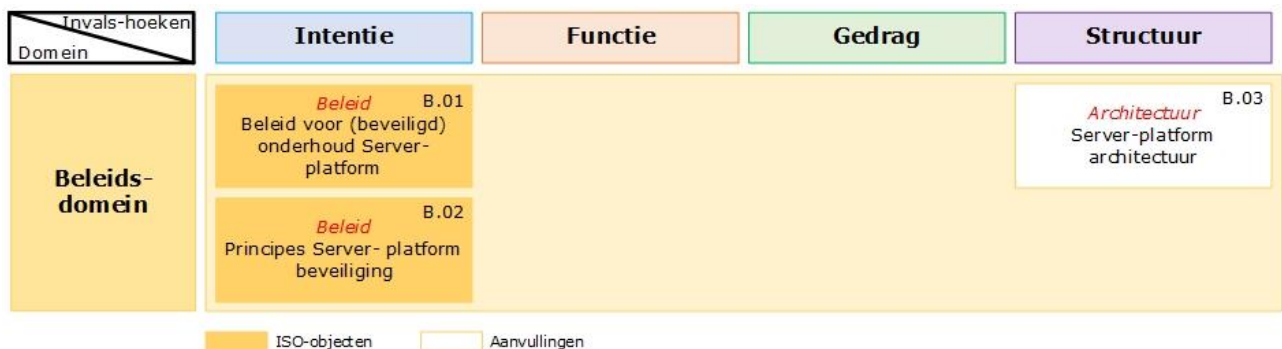 Invals-hoeken
Domein
Intentie
Functie
Gedrag
Structuur
Beleids-
domein
Beleid B.01
Beleid voor (beveiligd)
onderhoud Server-
platform
B.02
Beleid
Principes Server- platform
beveiliging
B.03
Architectuur
Server-platform
architectuur
ISO-objecten
Aanvullingen